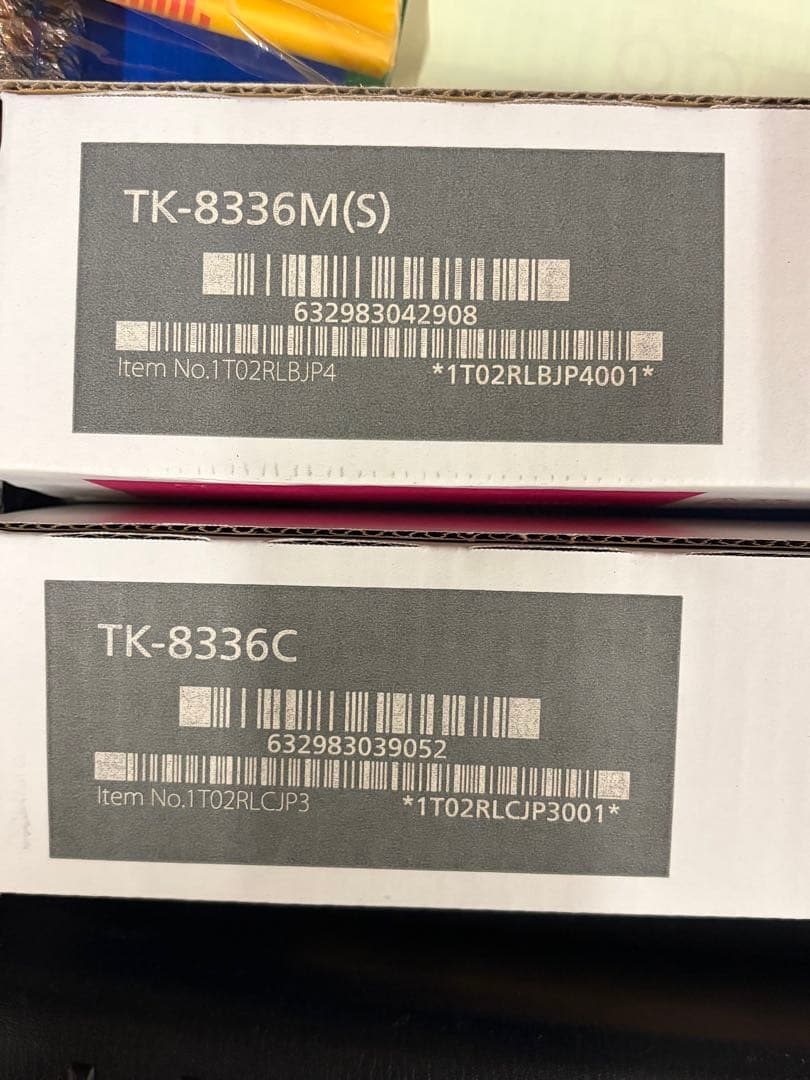 TK-8336M(S)
632983042908
Item No.1T02RLBJP4 *1T02RLBJP4001*
TK-8336C
632983039052
Item No.1T02RLCJP3 *1T02RLCJP3001*